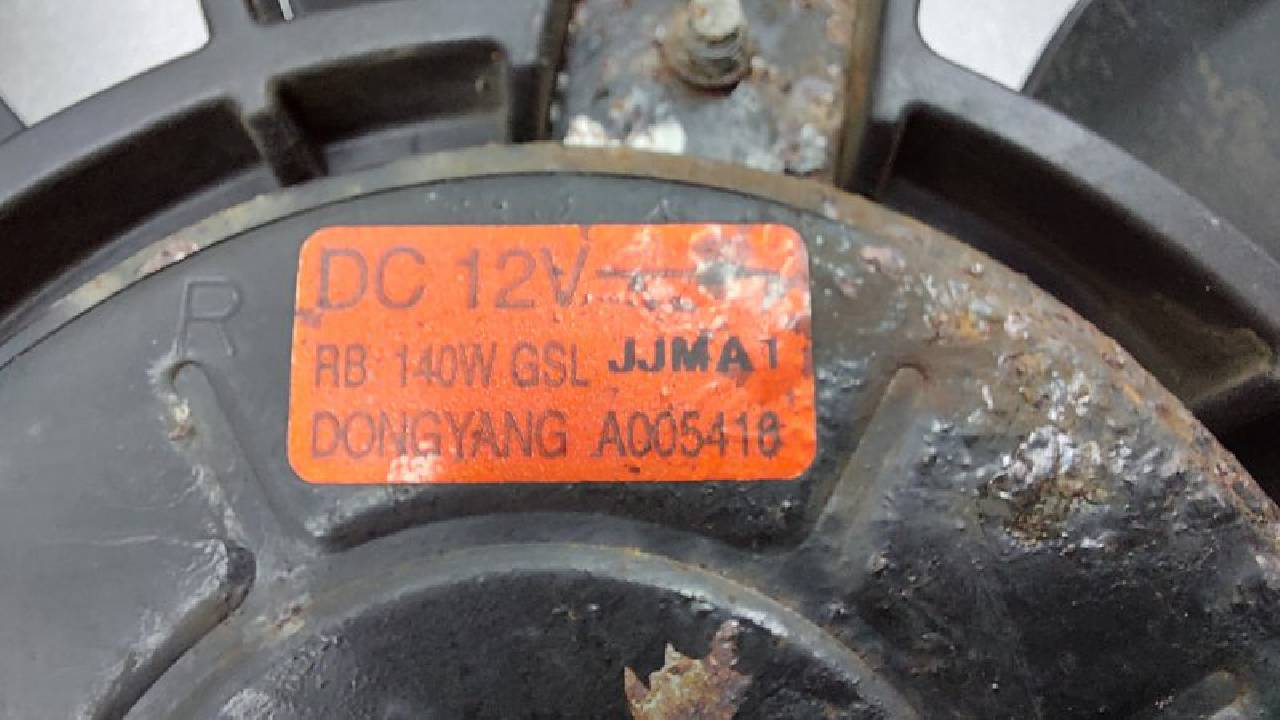 DC 12V
R
RB 140W GSL JJMA1
DONGYANG A005418